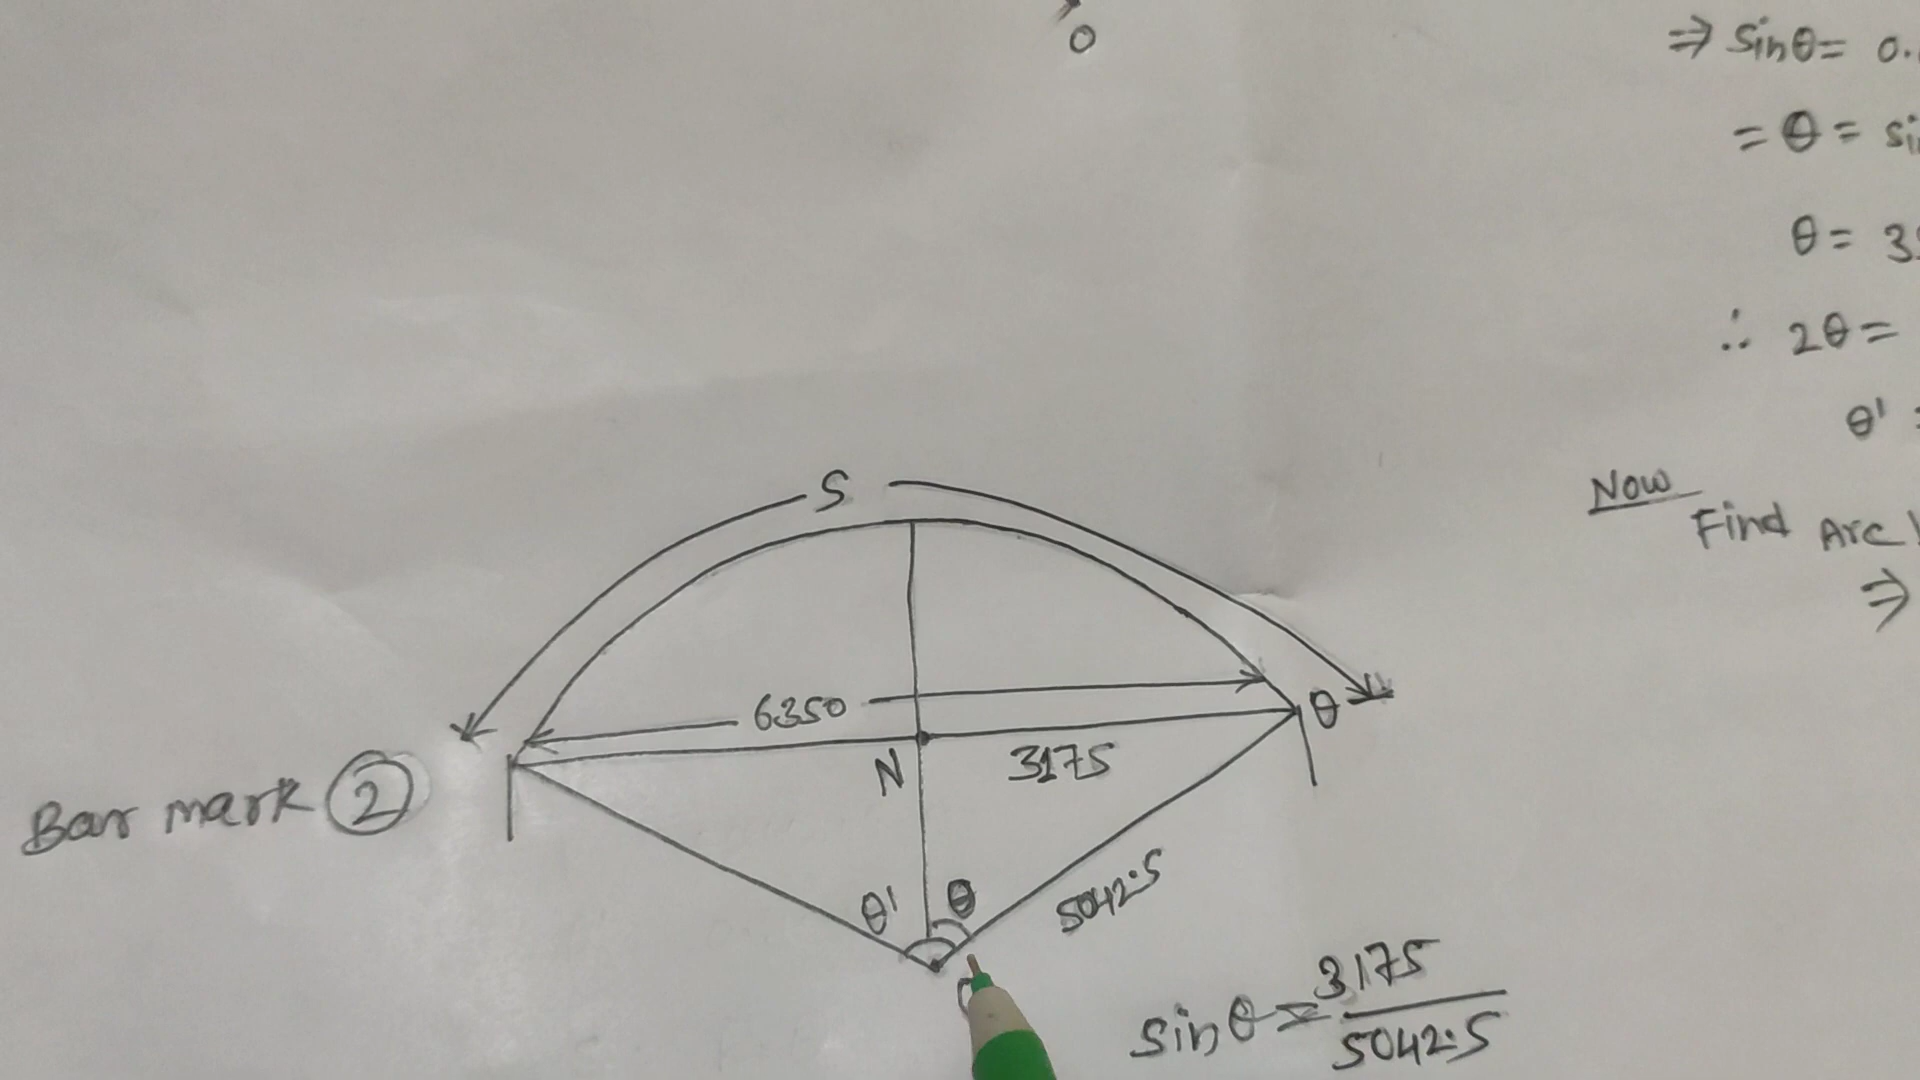 O
⇒ Sinθ = 0.
= θ = si
θ = 3
∴ 2θ =
θ' =
Now
Find Arc
⇒
S
6350
θ
N
3175
Bar mark ②
θ' θ
5042.5
sinθ = 3175
5042.5